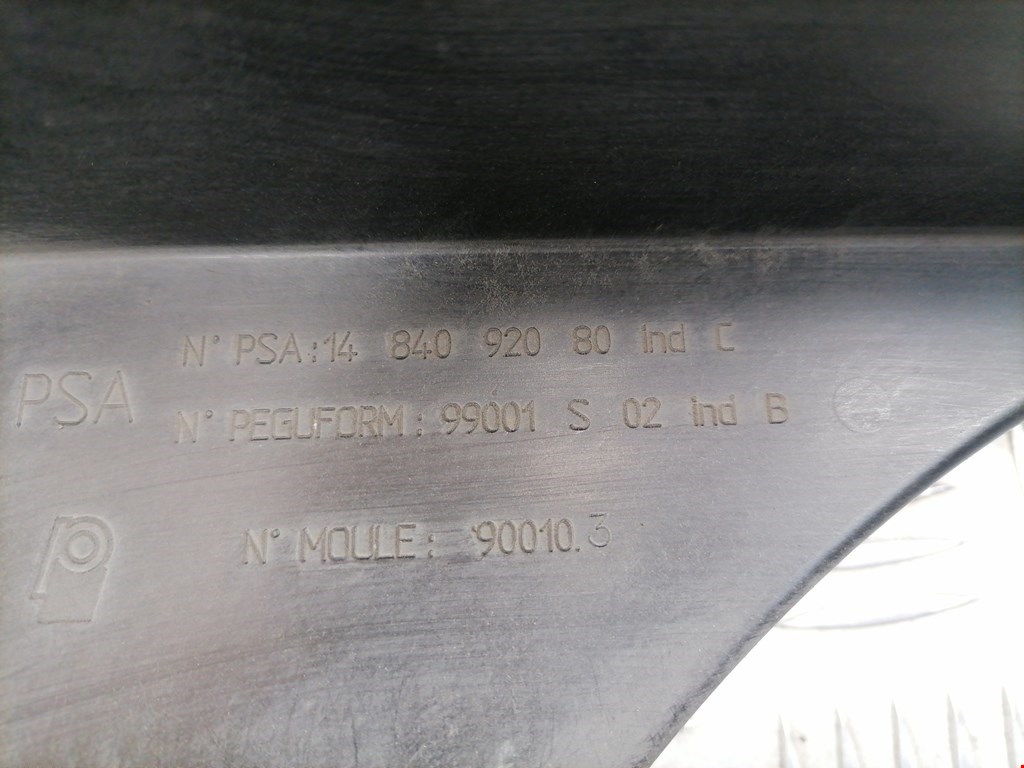 N° PSA:14 840 920 80 ind C
PSA
N° PEGUFORM: 99001 S 02 ind B
N° MOULE: 90010.3